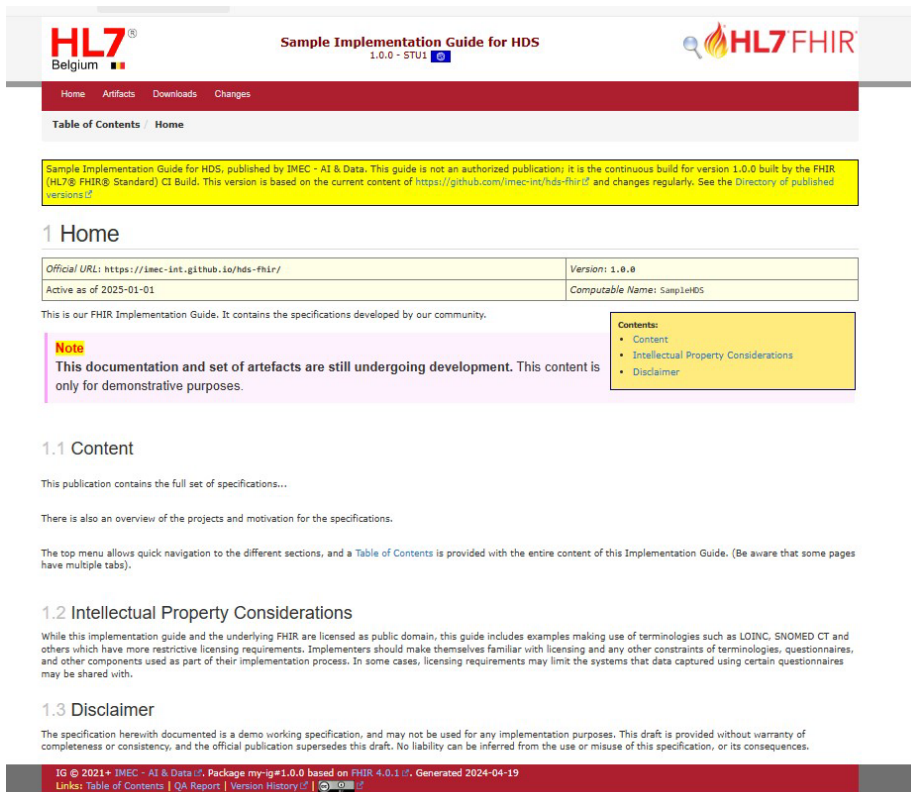 HL7®
Belgium
Sample Implementation Guide for HDS
1.0.0 - STU1
HL7 FHIR®
Home Artifacts Downloads Changes
Table of Contents / Home
Sample Implementation Guide for HDS, published by IMEC - AI & Data. This guide is not an authorized publication; it is the continuous build for version 1.0.0 built by the FHIR
(HL7® FHIR® Standard) CI Build. This version is based on the current content of https://github.com/imec-int/hds-fhir and changes regularly. See the Directory of published
versions
1 Home
Official URL: https://imec-int.github.io/hds-fhir/ Version: 1.0.0
Active as of 2025-01-01 Computable Name: SampleHDS
This is our FHIR Implementation Guide. It contains the specifications developed by our community.
Contents:
• Content
• Intellectual Property Considerations
• Disclaimer
Note
This documentation and set of artefacts are still undergoing development. This content is
only for demonstrative purposes.
1.1 Content
This publication contains the full set of specifications...
There is also an overview of the projects and motivation for the specifications.
The top menu allows quick navigation to the different sections, and a Table of Contents is provided with the entire content of this Implementation Guide. (Be aware that some pages
have multiple tabs).
1.2 Intellectual Property Considerations
While this implementation guide and the underlying FHIR are licensed as public domain, this guide includes examples making use of terminologies such as LOINC, SNOMED CT and
others which have more restrictive licensing requirements. Implementers should make themselves familiar with licensing and any other constraints of terminologies, questionnaires,
and other components used as part of their implementation process. In some cases, licensing requirements may limit the systems that data captured using certain questionnaires
may be shared with.
1.3 Disclaimer
The specification herewith documented is a demo working specification, and may not be used for any implementation purposes. This draft is provided without warranty of
completeness or consistency, and the official publication supersedes this draft. No liability can be inferred from the use or misuse of this specification, or its consequences.
IG © 2021+ IMEC - AI & Data. Package my-ig#1.0.0 based on FHIR 4.0.1. Generated 2024-04-19
Links: Table of Contents | QA Report | Version History |